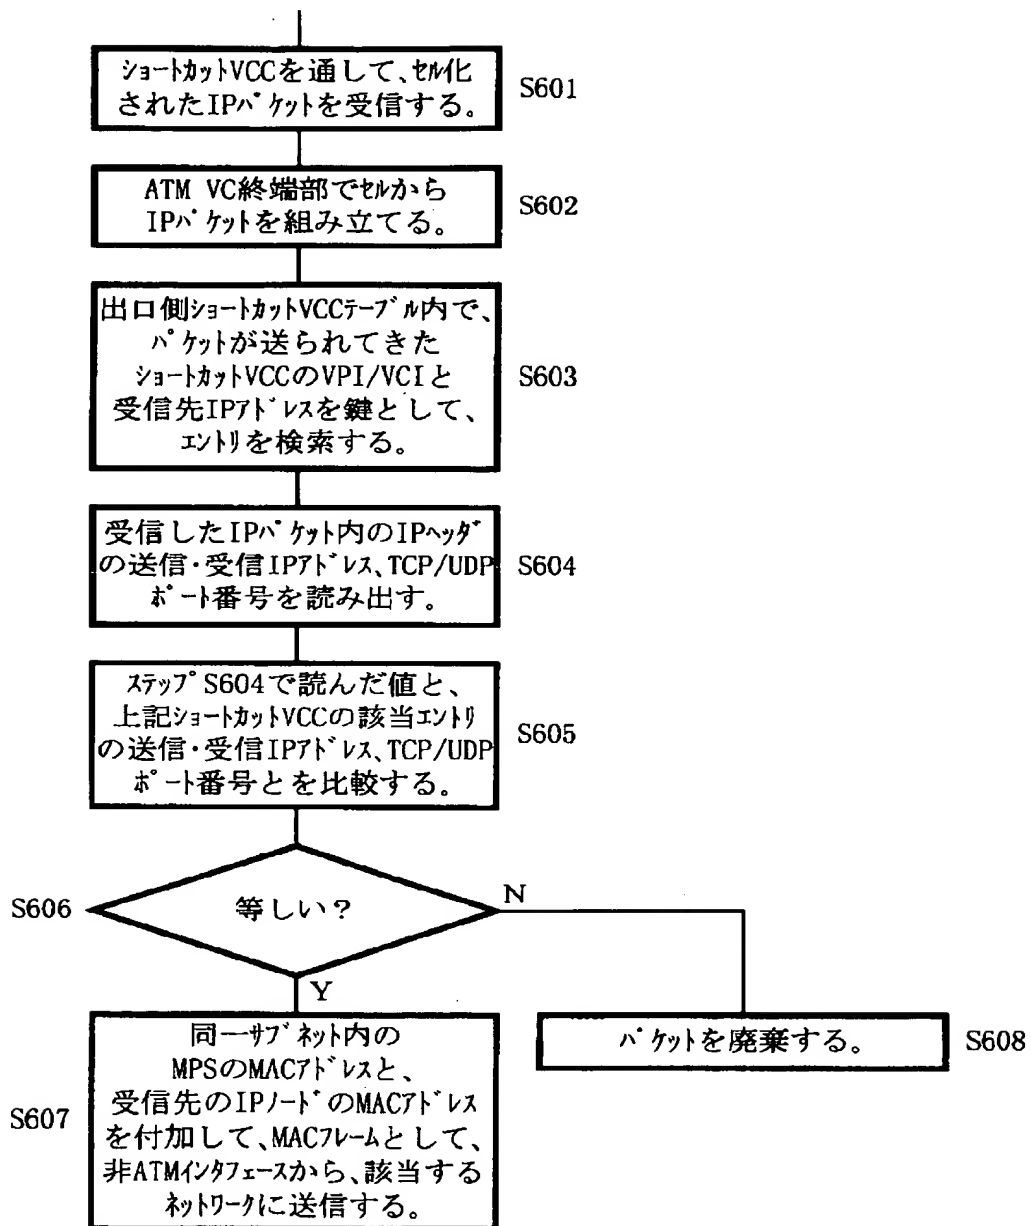 ショートカットVCCを通して、セル化
されたIPパケットを受信する。
S601
ATM VC終端部でセルから
IPパケットを組み立てる。
S602
出口側ショートカットVCCテーブル内で、
パケットが送られてきた
ショートカットVCCのVPI/VCIと
受信先IPアドレスを鍵として、
エントリを検索する。
S603
受信したIPパケット内のIPヘッダ
の送信・受信IPアドレス、TCP/UDP
ポート番号を読み出す。
S604
ステップS604で読んだ値と、
上記ショートカットVCCの該当エントリ
の送信・受信IPアドレス、TCP/UDP
ポート番号とを比較する。
S605
S606
等しい?
N
Y
同一サブネット内の
MPSのMACアドレスと、
受信先のIPノードのMACアドレス
を付加して、MACフレームとして、
非ATMインタフェースから、該当する
ネットワークに送信する。
S607
パケットを廃棄する。
S608